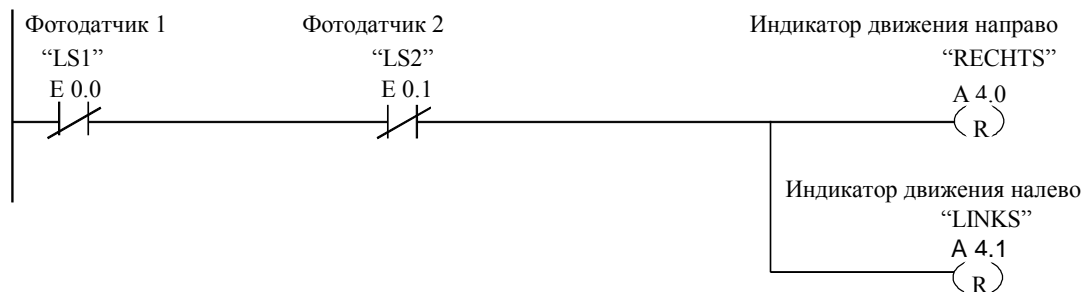 Фотодатчик 1 Фотодатчик 2 Индикатор движения направо
“LS1” “LS2” “RECHTS”
E 0.0 E 0.1 A 4.0
R
Индикатор движения налево
“LINKS”
A 4.1
R